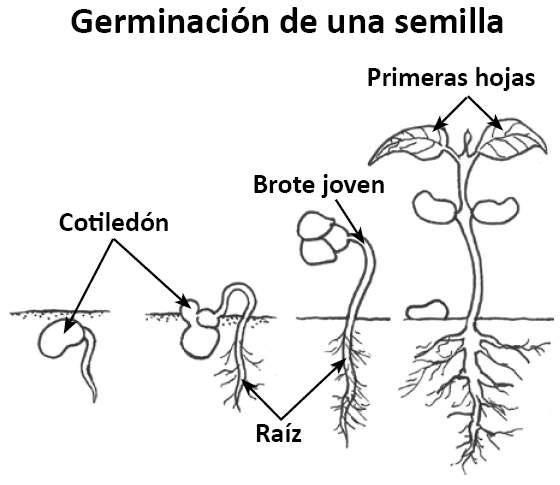 Germinación de una semilla
Primeras hojas
Brote joven
Cotiledón
Raíz